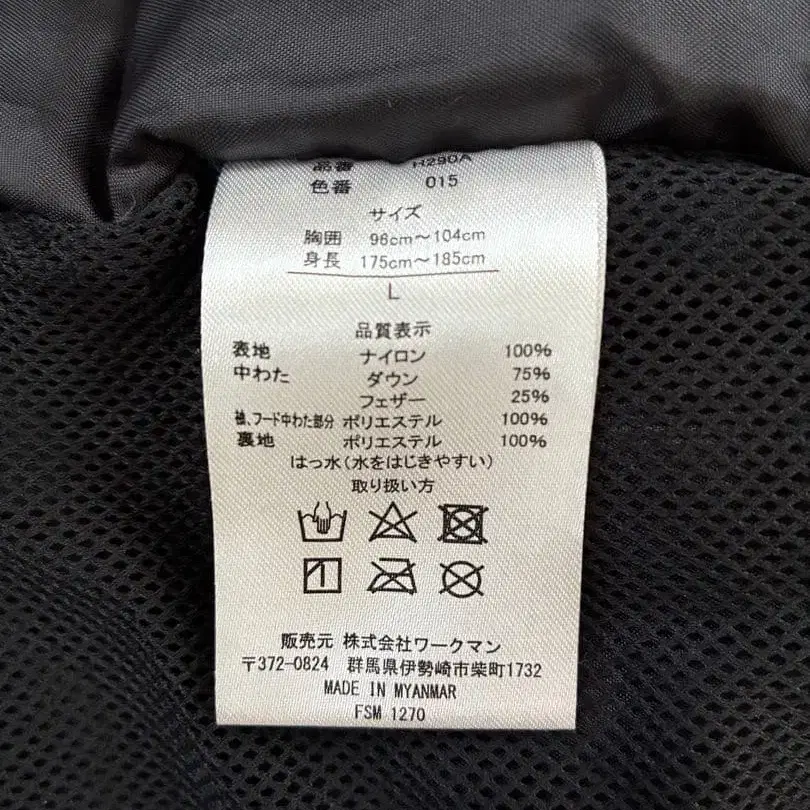 品番 H290A
色番 015
サイズ
胸囲 96cm～104cm
身長 175cm～185cm
L
品質表示
表地 ナイロン 100%
中わた ダウン 75%
フェザー 25%
袖、フード中わた部分 ポリエステル 100%
裏地 ポリエステル 100%
はっ水(水をはじきやすい)
取り扱い方
販売元 株式会社ワークマン
〒372-0824 群馬県伊勢崎市柴町1732
MADE IN MYANMAR
FSM 1270